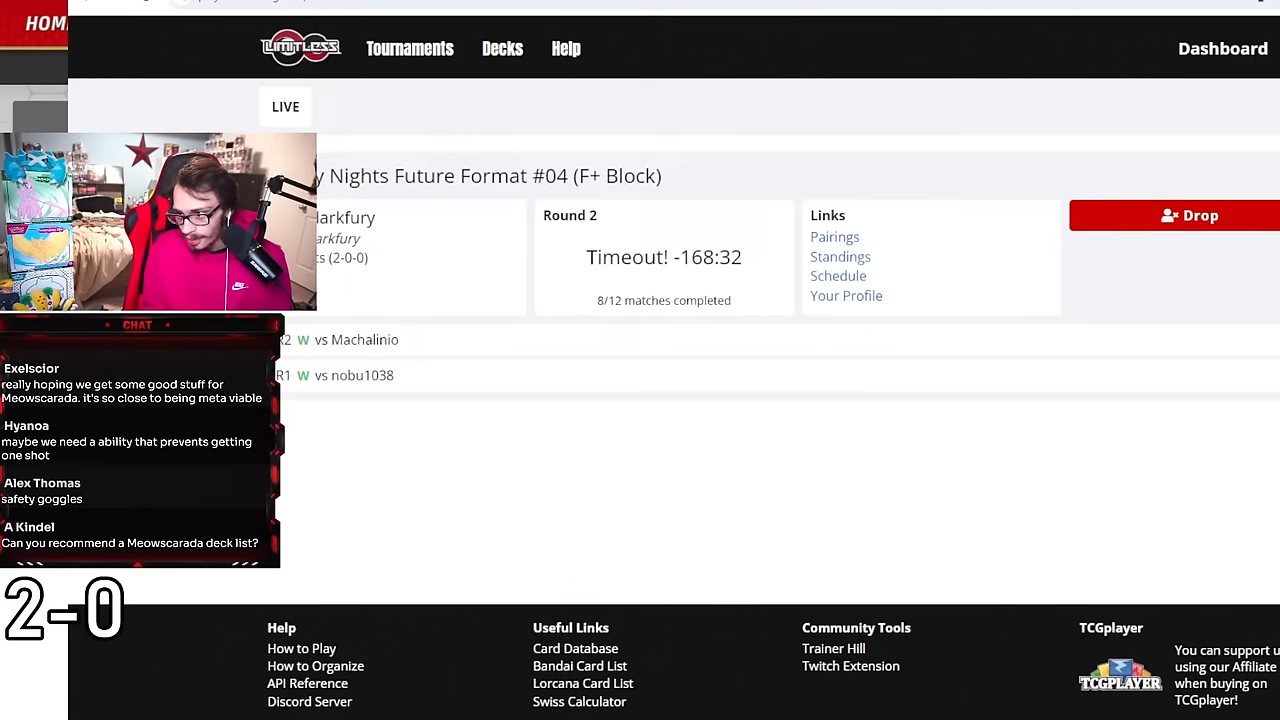 HOM
LIMITLESS
Tournaments
Decks
Help
Dashboard
LIVE
y Nights Future Format #04 (F+ Block)
arkfury
arkfury
ts (2-0-0)
Round 2
Timeout! -168:32
8/12 matches completed
Links
Pairings
Standings
Schedule
Your Profile
Drop
R2 W vs Machalinio
R1 W vs nobu1038
CHAT
Exelscior
really hoping we get some good stuff for
Meowscarada. it's so close to being meta viable
Hyanoa
maybe we need a ability that prevents getting
one shot
Alex Thomas
safety goggles
A Kindel
Can you recommend a Meowscarada deck list?
2-0
Help
How to Play
How to Organize
API Reference
Discord Server
Useful Links
Card Database
Bandai Card List
Lorcana Card List
Swiss Calculator
Community Tools
Trainer Hill
Twitch Extension
TCGplayer
TCGPLAYER
You can support u
using our Affiliate
when buying on
TCGplayer!